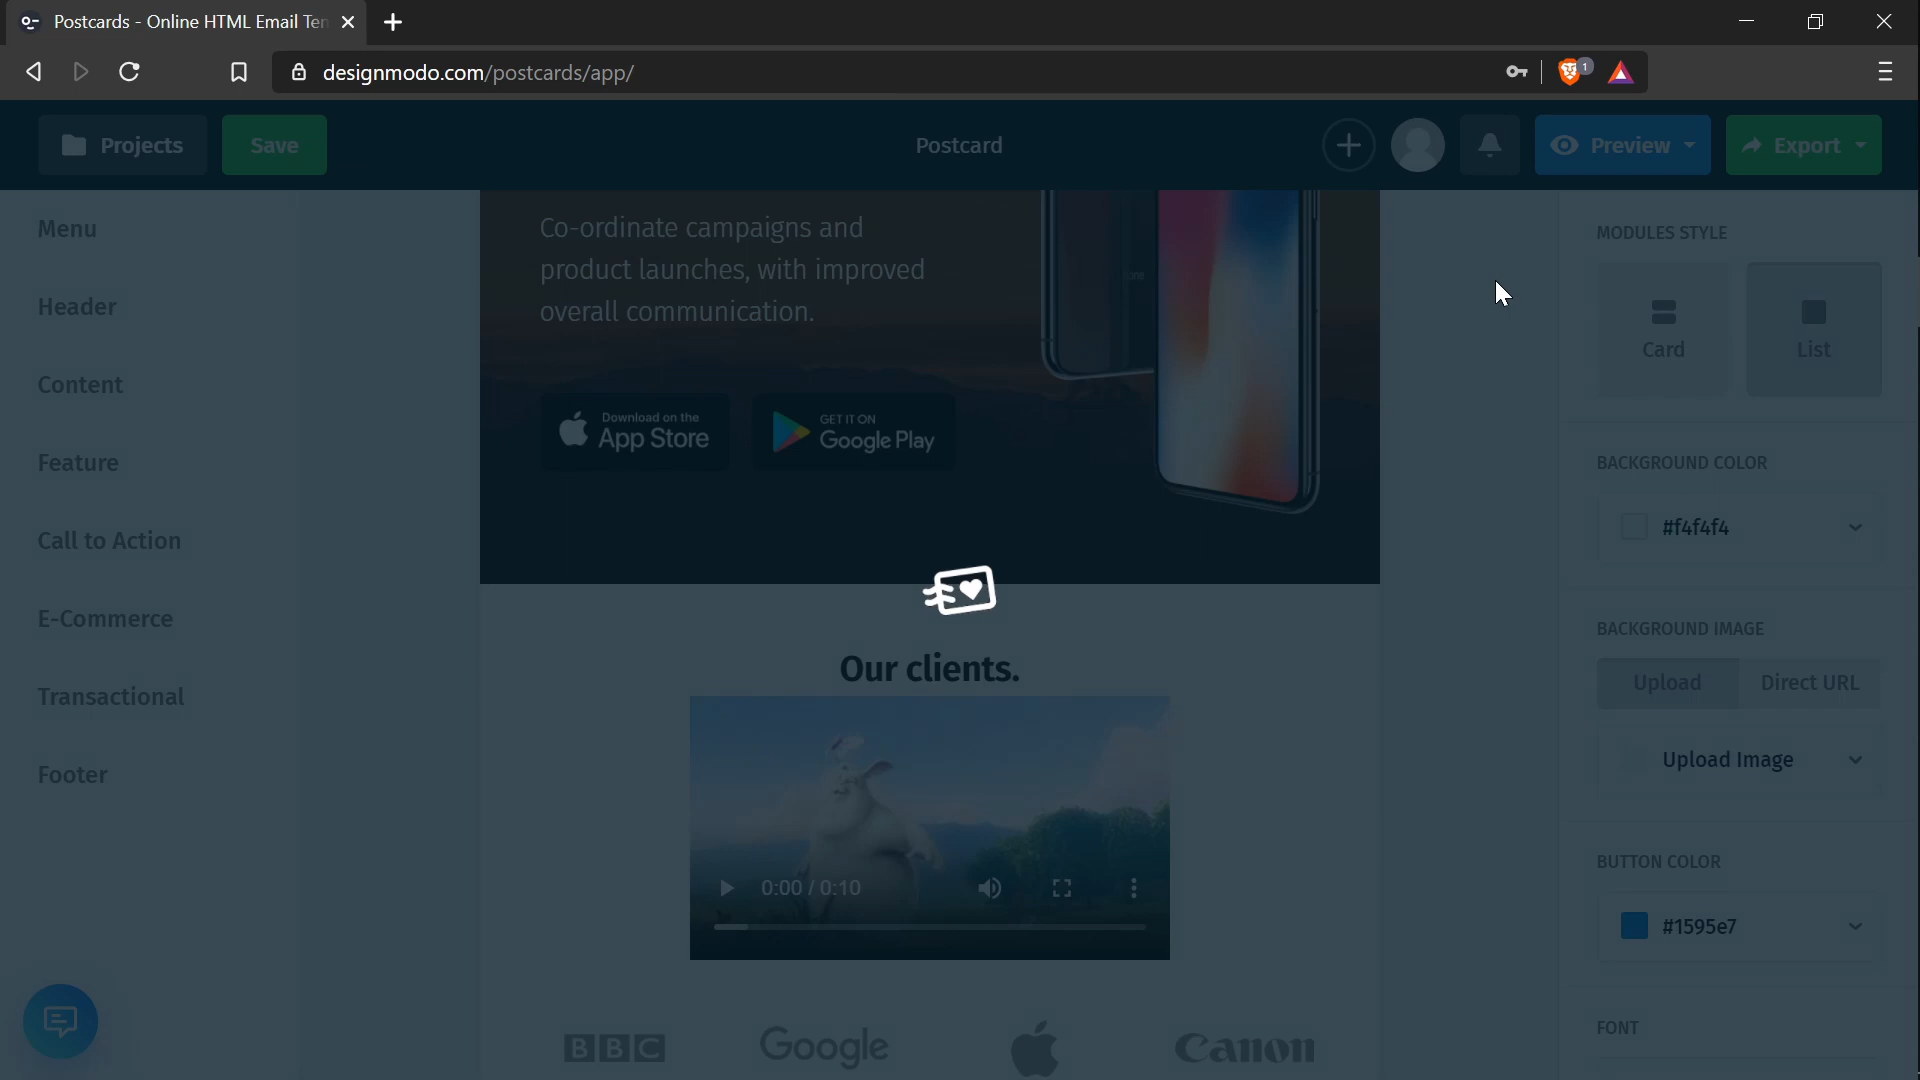 Postcards - Online HTML Email Ten
designmodo.com/postcards/app/
1
Projects
Save
Postcard
Preview
Export
Menu
Header
Content
Feature
Call to Action
E-Commerce
Transactional
Footer
Co-ordinate campaigns and
product launches, with improved
overall communication.
Download on the
App Store
GET IT ON
Google Play
Our clients.
0:00 / 0:10
BBC
Google
Canon
MODULES STYLE
Card
List
BACKGROUND COLOR
#f4f4f4
BACKGROUND IMAGE
Upload
Direct URL
Upload Image
BUTTON COLOR
#1595e7
FONT